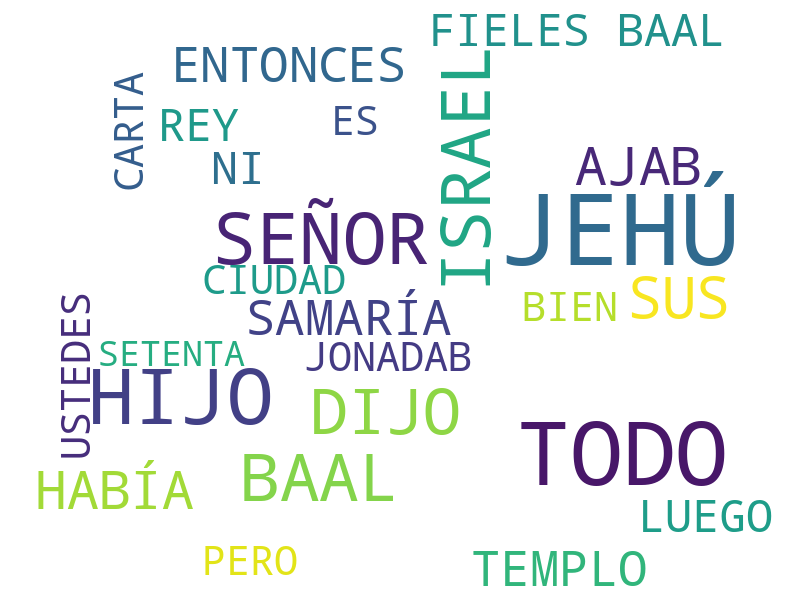 FIELES BAAL
ENTONCES
ISRAEL
CARTA
REY
ES
NI
AJAB
JEHÚ
SEÑOR
CIUDAD
SUS
BIEN
SAMARÍA
USTEDES
SETENTA
JONADAB
HIJO
DIJO
TODO
BAAL
HABÍA
LUEGO
PERO
TEMPLO